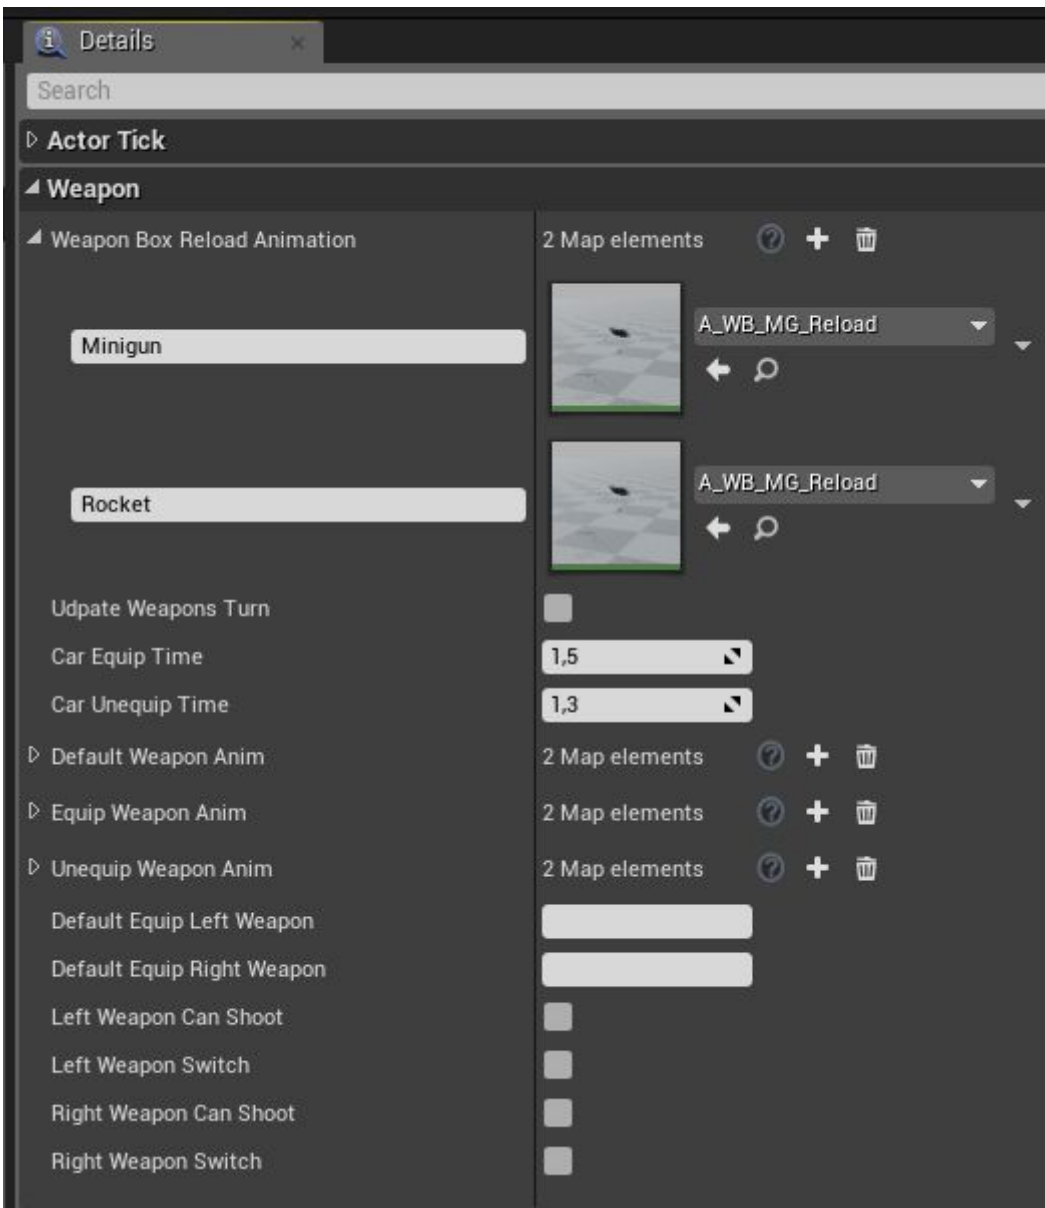 Details
Search
Actor Tick
Weapon
Weapon Box Reload Animation 2 Map elements
Minigun A_WB_MG_Reload
Rocket A_WB_MG_Reload
Udpate Weapons Turn
Car Equip Time 1,5
Car Unequip Time 1,3
Default Weapon Anim 2 Map elements
Equip Weapon Anim 2 Map elements
Unequip Weapon Anim 2 Map elements
Default Equip Left Weapon
Default Equip Right Weapon
Left Weapon Can Shoot
Left Weapon Switch
Right Weapon Can Shoot
Right Weapon Switch